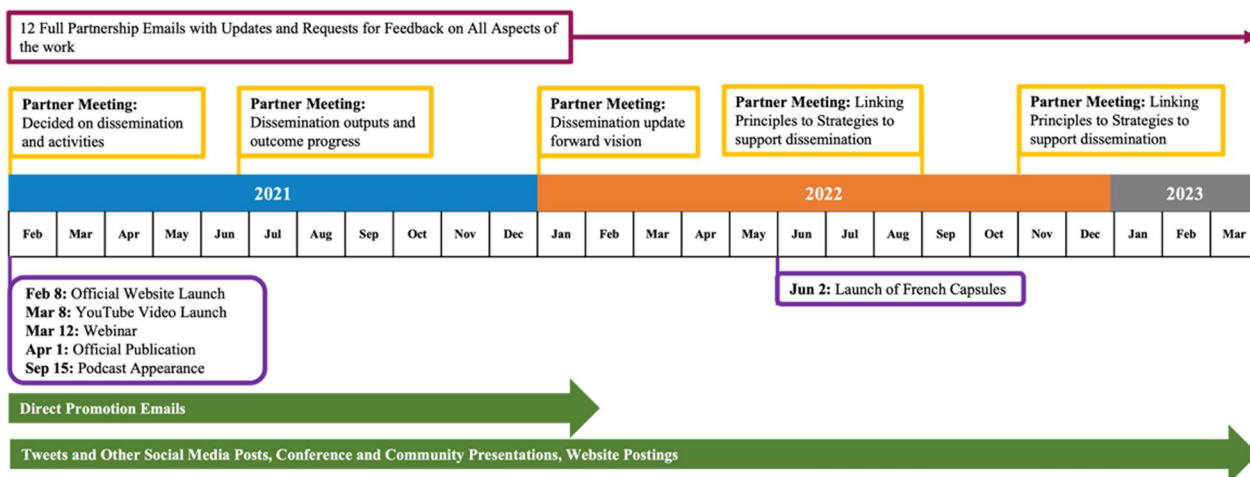 12 Full Partnership Emails with Updates and Requests for Feedback on All Aspects of
the work
Partner Meeting:
Decided on dissemination
and activities
Partner Meeting:
Dissemination outputs and
outcome progress
Partner Meeting:
Dissemination update
forward vision
Partner Meeting: Linking
Principles to Strategies to
support dissemination
Partner Meeting: Linking
Principles to Strategies to
support dissemination
2021 2022 2023
Feb Mar Apr May Jun Jul Aug Sep Oct Nov Dec Jan Feb Mar Apr May Jun Jul Aug Sep Oct Nov Dec Jan Feb Mar
Feb 8: Official Website Launch
Mar 8: YouTube Video Launch
Mar 12: Webinar
Apr 1: Official Publication
Sep 15: Podcast Appearance
Jun 2: Launch of French Capsules
Direct Promotion Emails
Tweets and Other Social Media Posts, Conference and Community Presentations, Website Postings